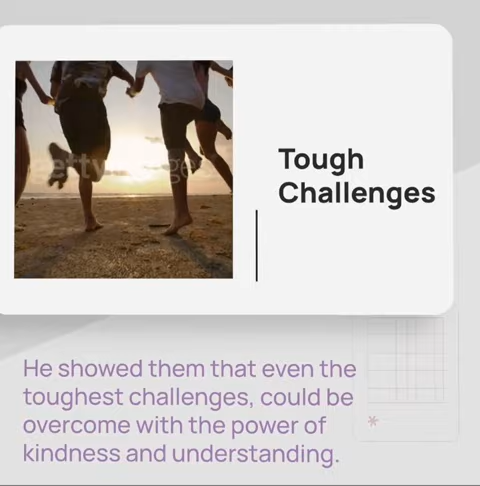 gettyimages
Tough
Challenges
He showed them that even the
toughest challenges, could be
overcome with the power of
kindness and understanding.